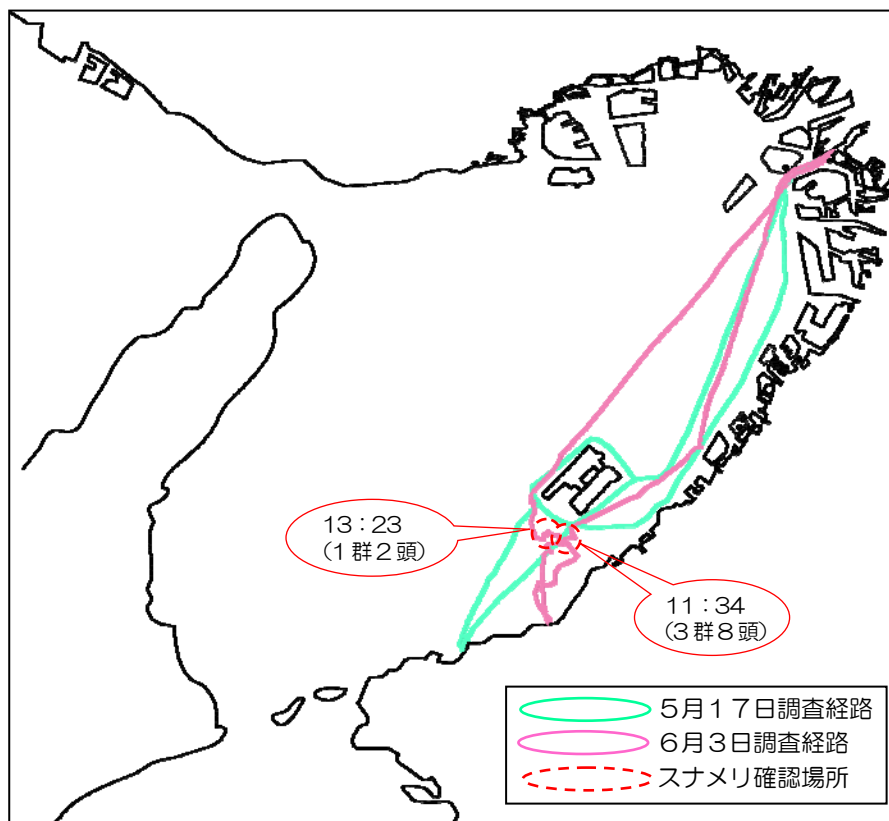 13：23
（1群2頭）
11：34
（3群8頭）
５月１７日調査経路
６月３日調査経路
スナメリ確認場所